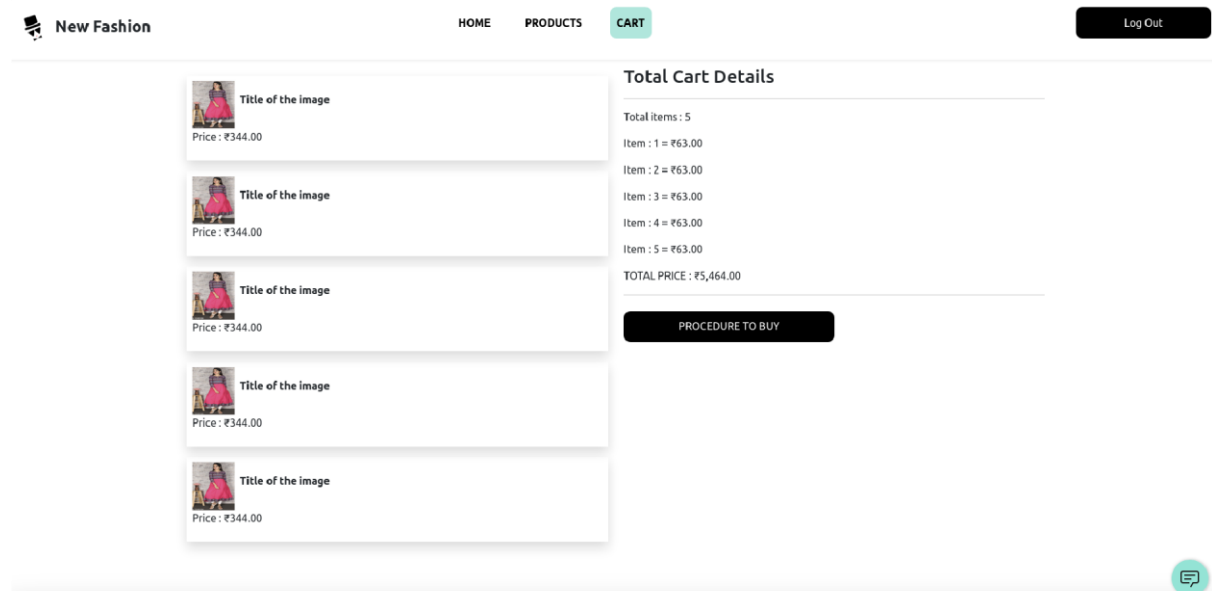 New Fashion
HOME
PRODUCTS
CART
Log Out
Title of the image
Price : ₹344.00
Title of the image
Price : ₹344.00
Title of the image
Price : ₹344.00
Title of the image
Price : ₹344.00
Title of the image
Price : ₹344.00
Total Cart Details
Total items : 5
Item : 1 = ₹63.00
Item : 2 = ₹63.00
Item : 3 = ₹63.00
Item : 4 = ₹63.00
Item : 5 = ₹63.00
TOTAL PRICE : ₹5,464.00
PROCEDURE TO BUY